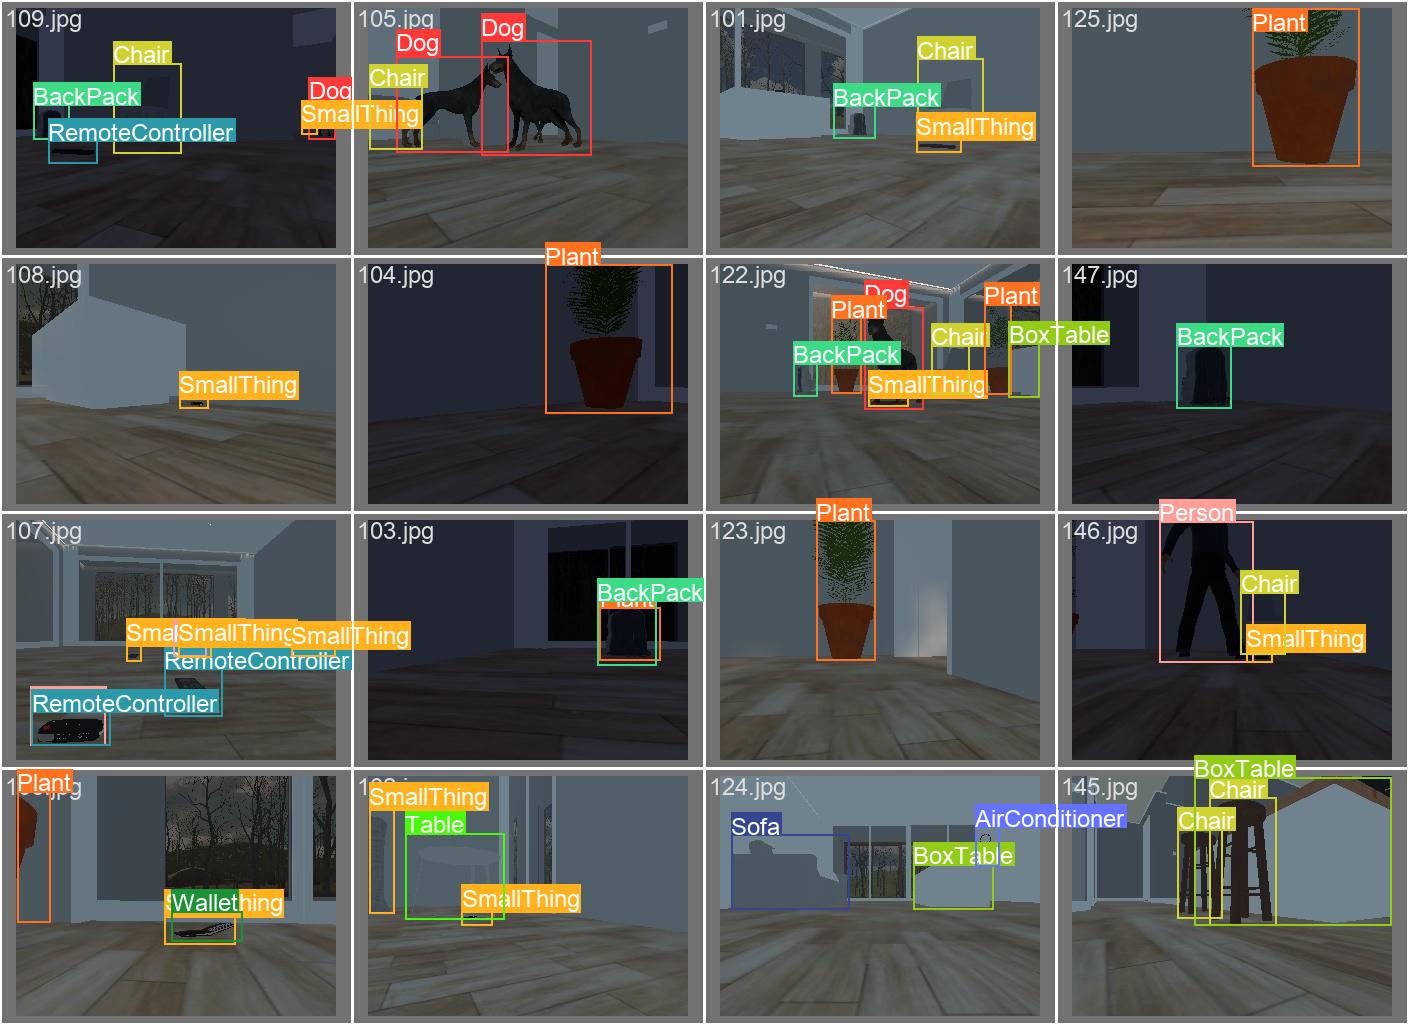 109.jpg
Chair
BackPack
Dog
SmallThing
RemoteController
105.jpg
Dog
Dog
Chair
101.jpg
Chair
BackPack
SmallThing
125.jpg
Plant
108.jpg
SmallThing
104.jpg
Plant
122.jpg
Dog
Plant
Plant
Chair
BoxTable
BackPack
SmallThing
147.jpg
BackPack
107.jpg
SmallThing
SmallThing
RemoteController
RemoteController
103.jpg
BackPack
Plant
123.jpg
Plant
146.jpg
Person
Chair
SmallThing
Plant
Wallet
SmallThing
Table
SmallThing
124.jpg
AirConditioner
Sofa
BoxTable
145.jpg
BoxTable
Chair
Chair